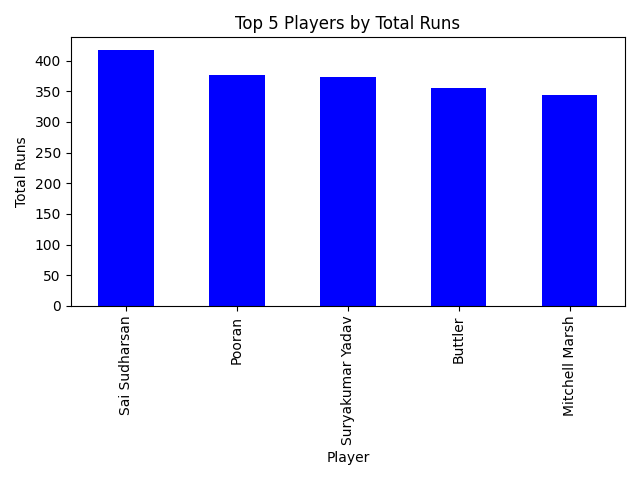 Top 5 Players by Total Runs
Total Runs
400
350
300
250
200
150
100
50
0
Sai Sudharsan
Pooran
Suryakumar Yadav
Buttler
Mitchell Marsh
Player